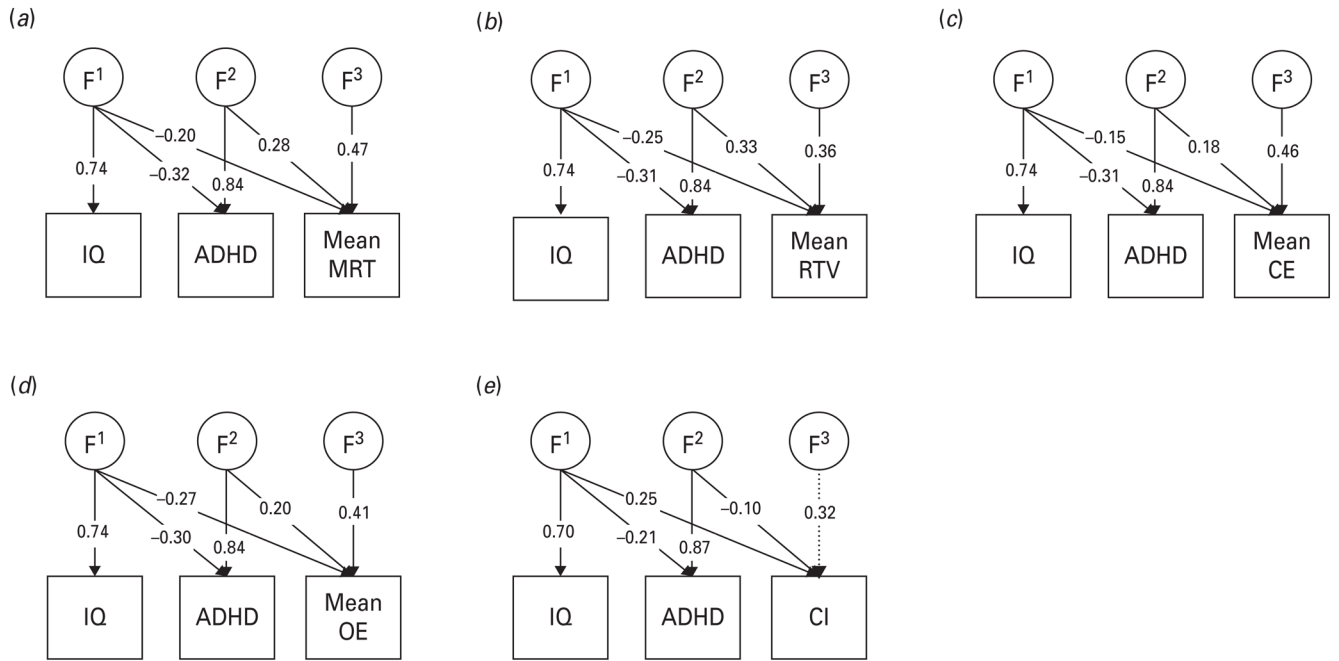 (a)
F1 F2 F3
–0.20 0.28 0.47
0.74 –0.32 0.84
IQ ADHD Mean
MRT
(b)
F1 F2 F3
–0.25 0.33 0.36
0.74 –0.31 0.84
IQ ADHD Mean
RTV
(c)
F1 F2 F3
–0.15 0.18 0.46
0.74 –0.31 0.84
IQ ADHD Mean
CE
(d)
F1 F2 F3
–0.27 0.20 0.41
0.74 –0.30 0.84
IQ ADHD Mean
OE
(e)
F1 F2 F3
0.25 –0.10 0.32
0.70 –0.21 0.87
IQ ADHD CI